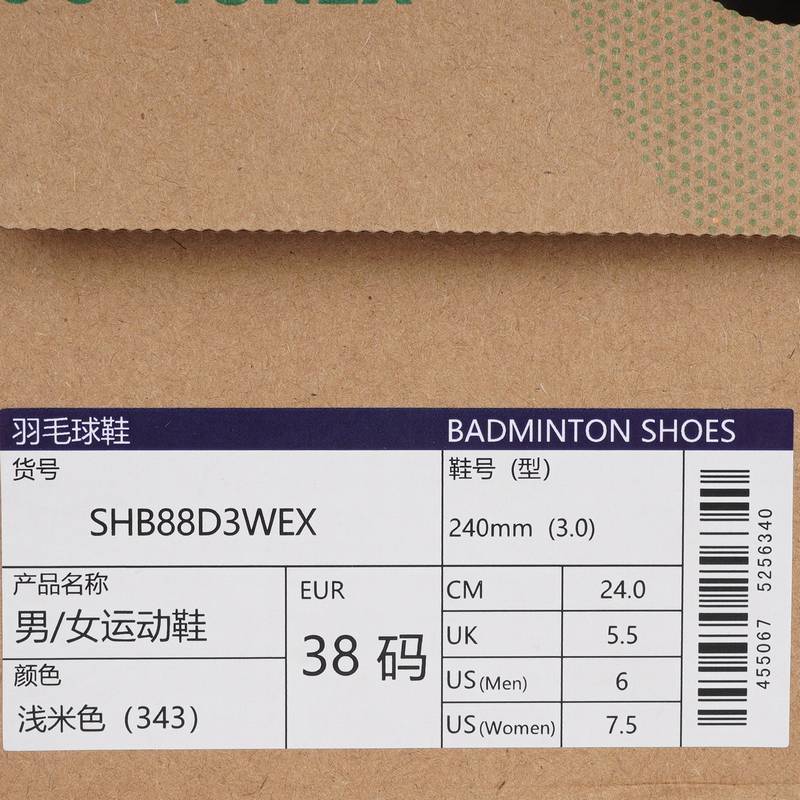 羽毛球鞋 BADMINTON SHOES
货号
SHB88D3WEX
鞋号（型）
240mm（3.0）
产品名称
男/女运动鞋
颜色
浅米色（343）
EUR
38 码
CM 24.0
UK 5.5
US(Men) 6
US(Women) 7.5
455067 5256340